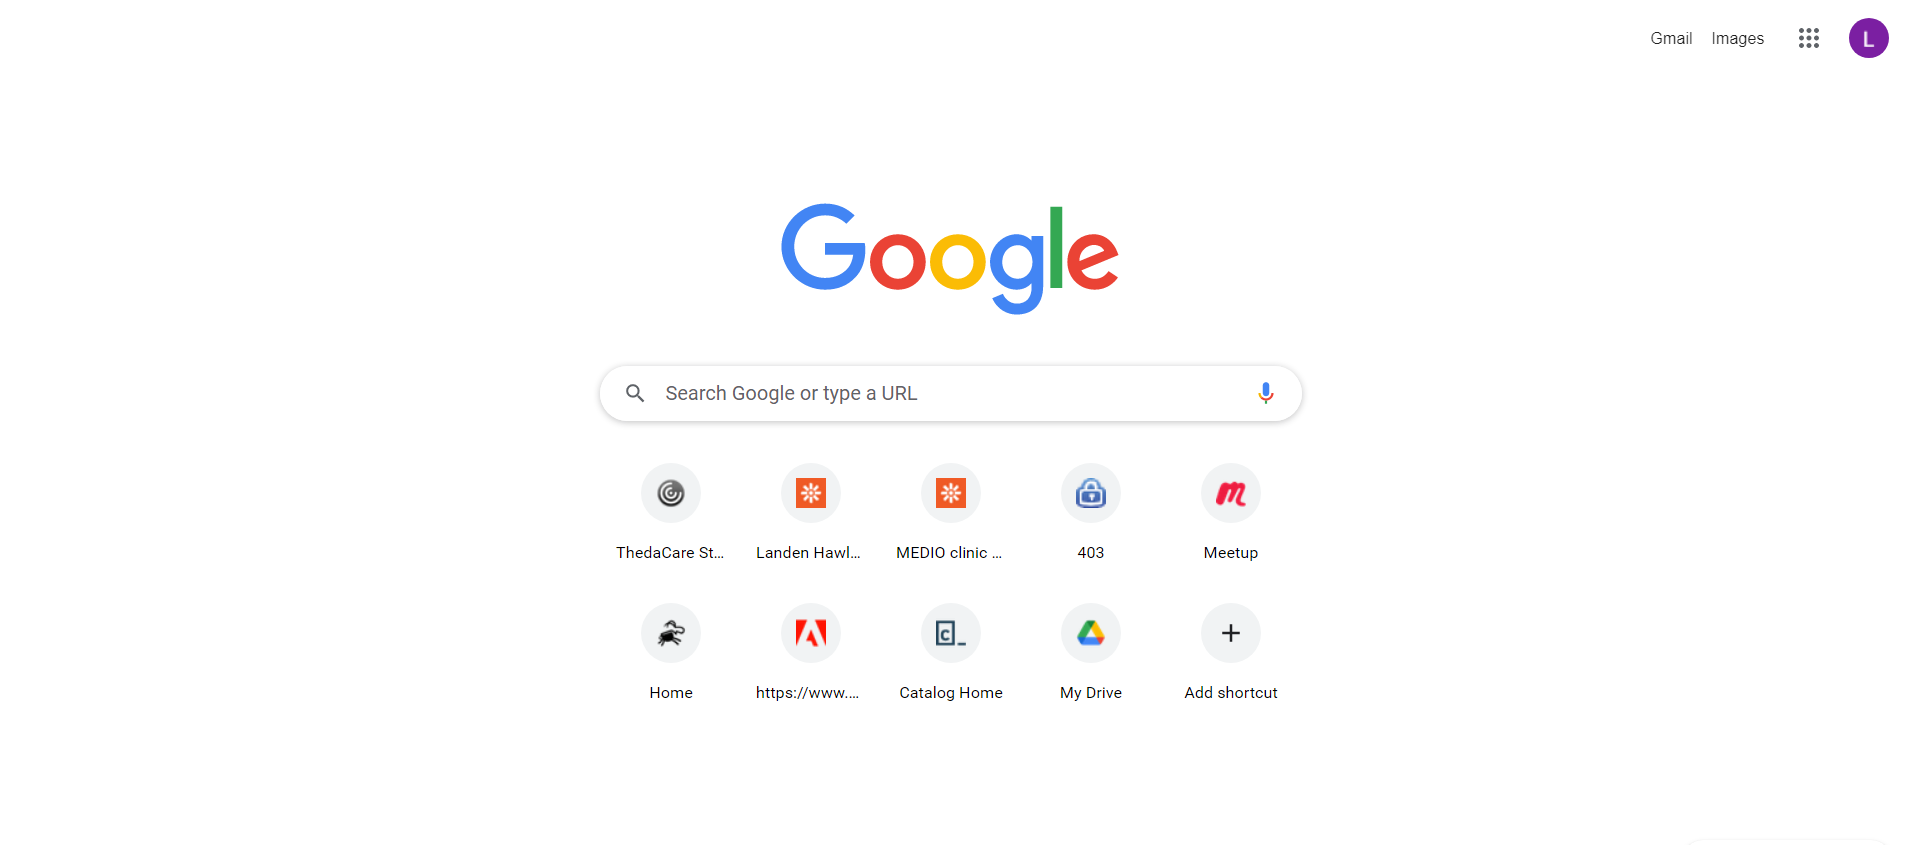 Gmail Images
L
Google
Search Google or type a URL
ThedaCare St... Landen Hawl... MEDIO clinic ... 403 Meetup
Home https://www.... Catalog Home My Drive Add shortcut